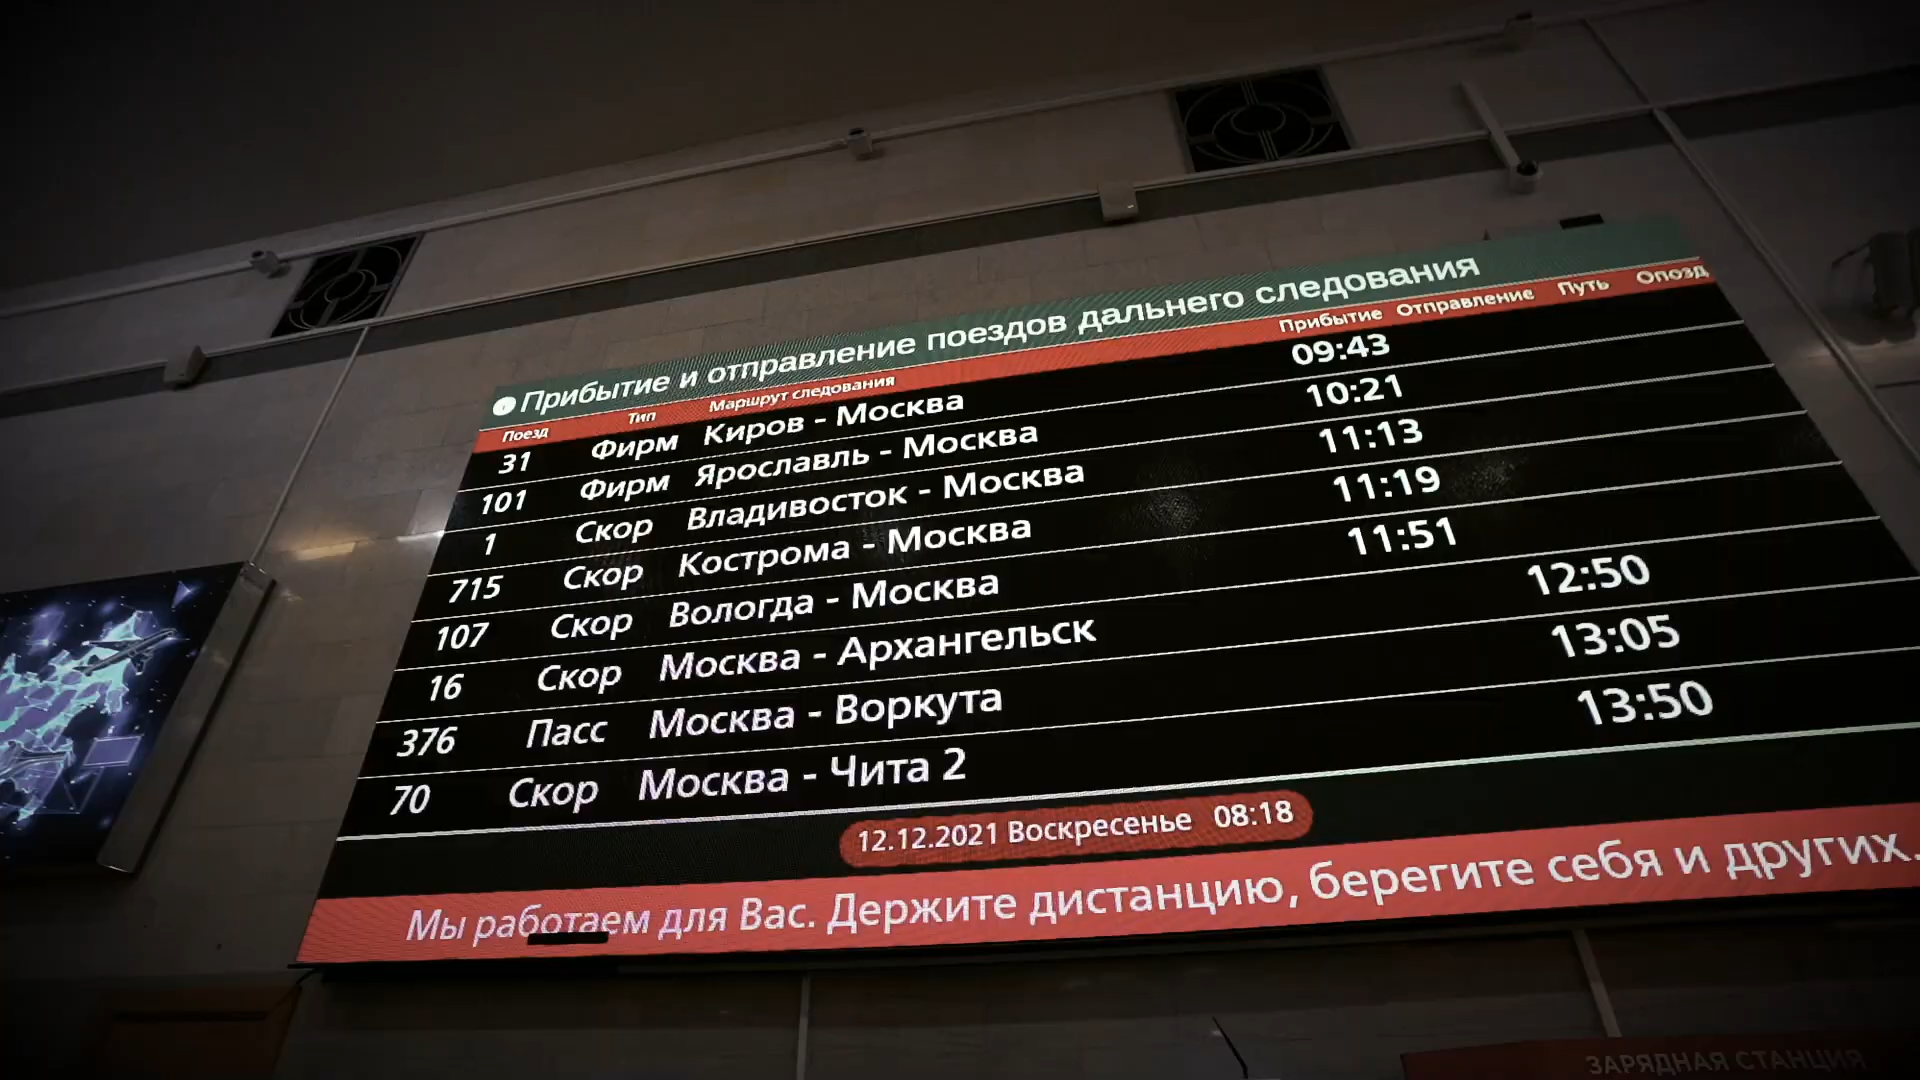 Прибытие и отправление поездов дальнего следования
Поезд Тип Маршрут следования Прибытие Отправление Путь Опозд
31 Фирм Киров - Москва 09:43
101 Фирм Ярославль - Москва 10:21
1 Скор Владивосток - Москва 11:13
715 Скор Кострома - Москва 11:19
107 Скор Вологда - Москва 11:51
16 Скор Москва - Архангельск 12:50
376 Пасс Москва - Воркута 13:05
70 Скор Москва - Чита 2 13:50
12.12.2021 Воскресенье 08:18
Мы работаем для Вас. Держите дистанцию, берегите себя и других.
ЗАРЯДНАЯ СТАНЦИЯ